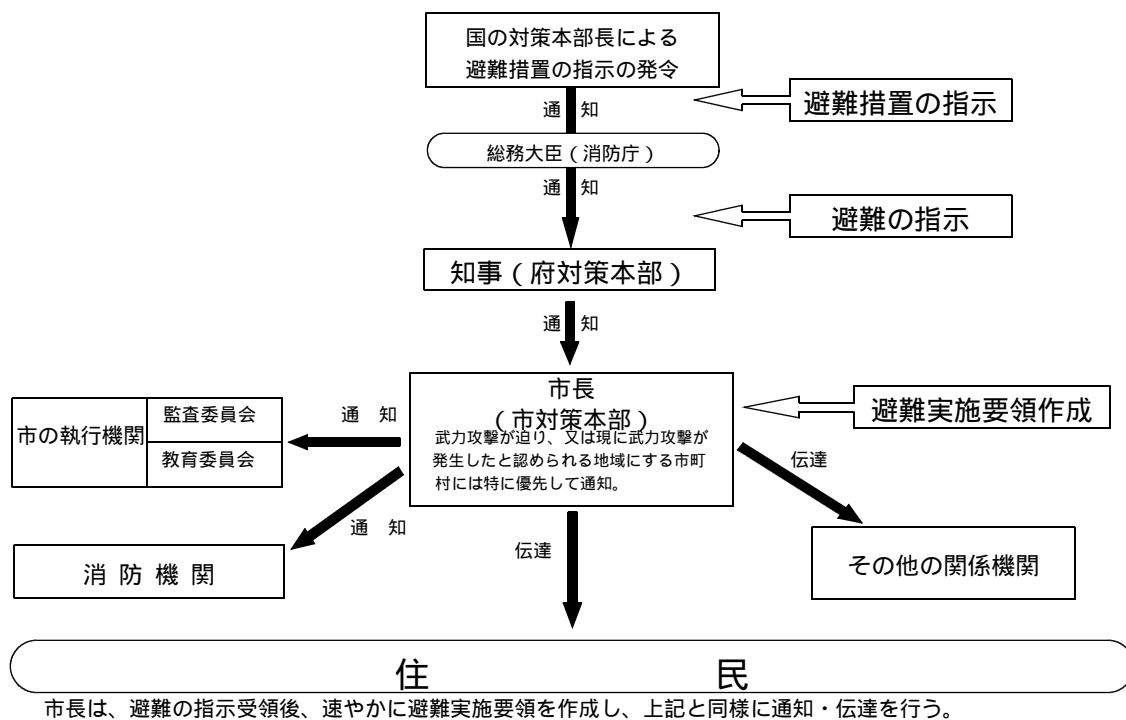 国の対策本部長による
避難措置の指示の発令
避難措置の指示
通 知
総務大臣（消防庁）
通 知
避難の指示
知事（府対策本部）
通 知
市長
（市対策本部）
武力攻撃が迫り、又は現に武力攻撃が
発生したと認められる地域にする市町
村には特に優先して通知。
避難実施要領作成
市の執行機関
監査委員会
教育委員会
通 知
伝達
通 知
消 防 機 関
伝達
その他の関係機関
住 民
市長は、避難の指示受領後、速やかに避難実施要領を作成し、上記と同様に通知・伝達を行う。